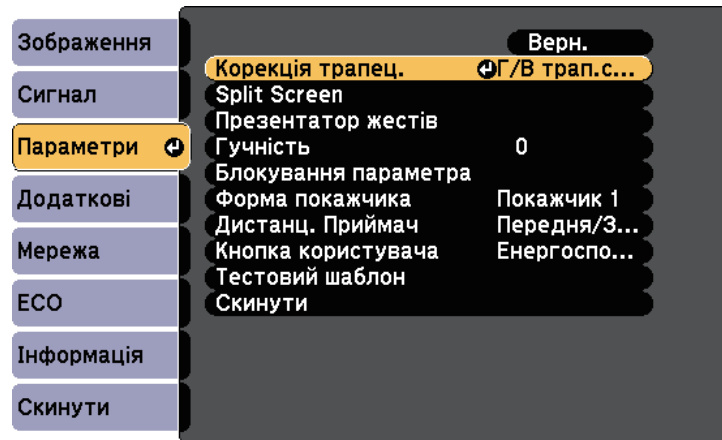 Зображення
Сигнал
Параметри
Додаткові
Мережа
ECO
Інформація
Скинути
Верн.
Корекція трапец. Г/В трап.с...
Split Screen
Презентатор жестів
Гучність 0
Блокування параметра
Форма покажчика Покажчик 1
Дистанц. Приймач Передня/З...
Кнопка користувача Енергоспо...
Тестовий шаблон
Скинути